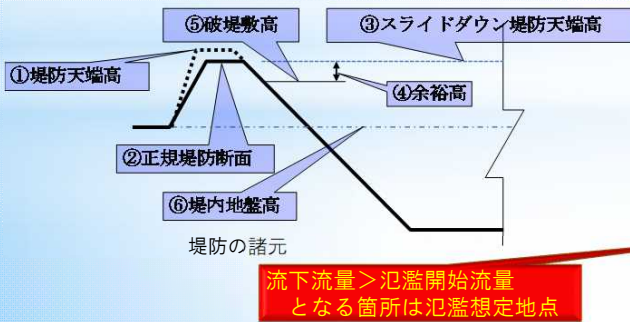 ⑤破堤敷高
③スライドダウン堤防天端高
①堤防天端高
④余裕高
②正規堤防断面
⑥堤内地盤高
堤防の諸元
流下流量＞氾濫開始流量
となる箇所は氾濫想定地点